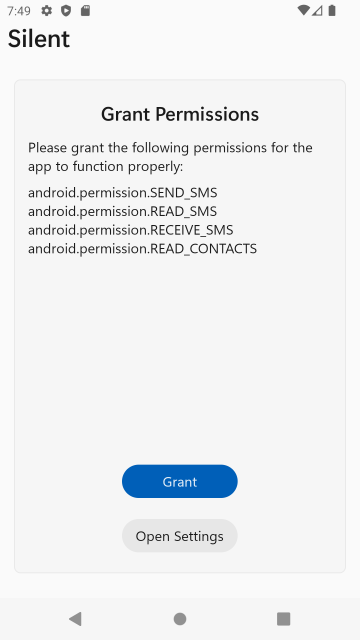 7:49
Silent
Grant Permissions
Please grant the following permissions for the
app to function properly:
android.permission.SEND_SMS
android.permission.READ_SMS
android.permission.RECEIVE_SMS
android.permission.READ_CONTACTS
Grant
Open Settings